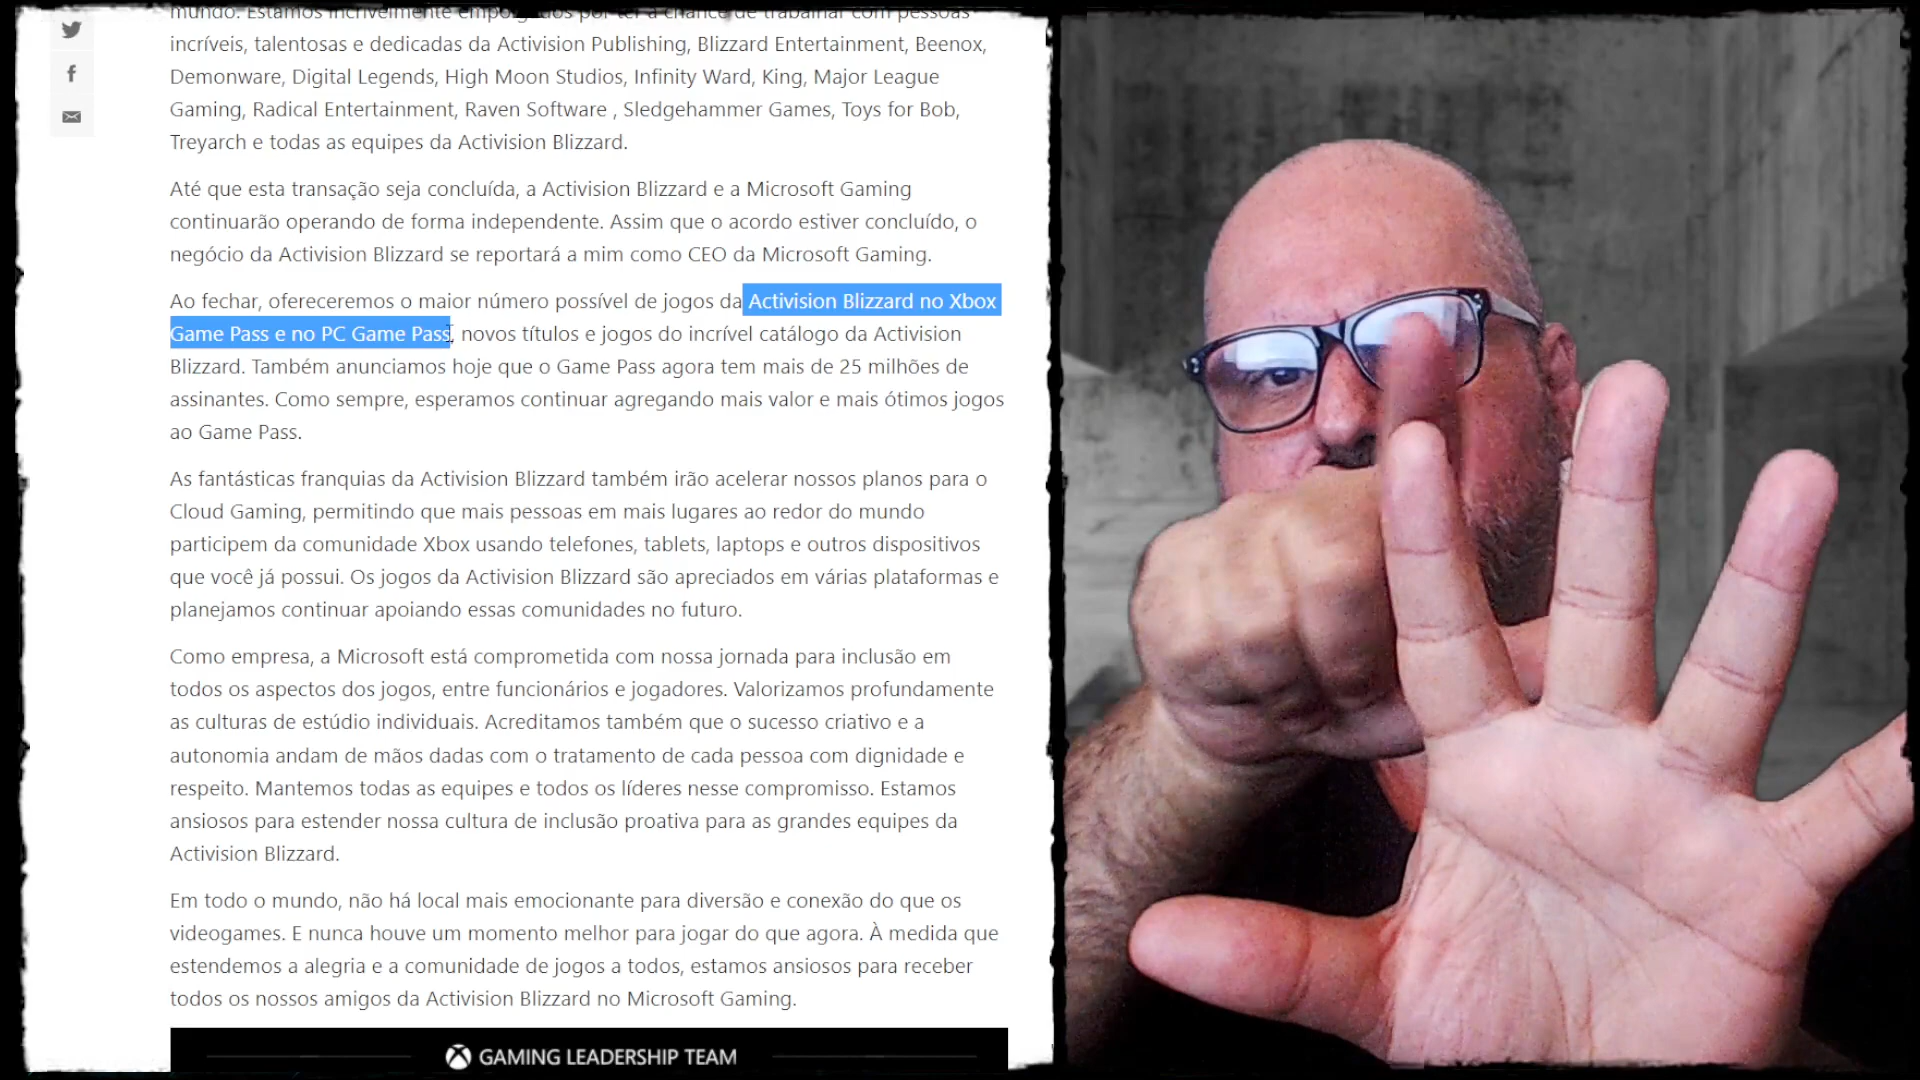 mundo. Estamos incrivelmente empolgados por ter a chance de trabalhar com pessoas
incríveis, talentosas e dedicadas da Activision Publishing, Blizzard Entertainment, Beenox,
Demonware, Digital Legends, High Moon Studios, Infinity Ward, King, Major League
Gaming, Radical Entertainment, Raven Software , Sledgehammer Games, Toys for Bob,
Treyarch e todas as equipes da Activision Blizzard.
Até que esta transação seja concluída, a Activision Blizzard e a Microsoft Gaming
continuarão operando de forma independente. Assim que o acordo estiver concluído, o
negócio da Activision Blizzard se reportará a mim como CEO da Microsoft Gaming.
Ao fechar, ofereceremos o maior número possível de jogos da Activision Blizzard no Xbox
Game Pass e no PC Game Pass, novos títulos e jogos do incrível catálogo da Activision
Blizzard. Também anunciamos hoje que o Game Pass agora tem mais de 25 milhões de
assinantes. Como sempre, esperamos continuar agregando mais valor e mais ótimos jogos
ao Game Pass.
As fantásticas franquias da Activision Blizzard também irão acelerar nossos planos para o
Cloud Gaming, permitindo que mais pessoas em mais lugares ao redor do mundo
participem da comunidade Xbox usando telefones, tablets, laptops e outros dispositivos
que você já possui. Os jogos da Activision Blizzard são apreciados em várias plataformas e
planejamos continuar apoiando essas comunidades no futuro.
Como empresa, a Microsoft está comprometida com nossa jornada para inclusão em
todos os aspectos dos jogos, entre funcionários e jogadores. Valorizamos profundamente
as culturas de estúdio individuais. Acreditamos também que o sucesso criativo e a
autonomia andam de mãos dadas com o tratamento de cada pessoa com dignidade e
respeito. Mantemos todas as equipes e todos os líderes nesse compromisso. Estamos
ansiosos para estender nossa cultura de inclusão proativa para as grandes equipes da
Activision Blizzard.
Em todo o mundo, não há local mais emocionante para diversão e conexão do que os
videogames. E nunca houve um momento melhor para jogar do que agora. À medida que
estendemos a alegria e a comunidade de jogos a todos, estamos ansiosos para receber
todos os nossos amigos da Activision Blizzard no Microsoft Gaming.
GAMING LEADERSHIP TEAM